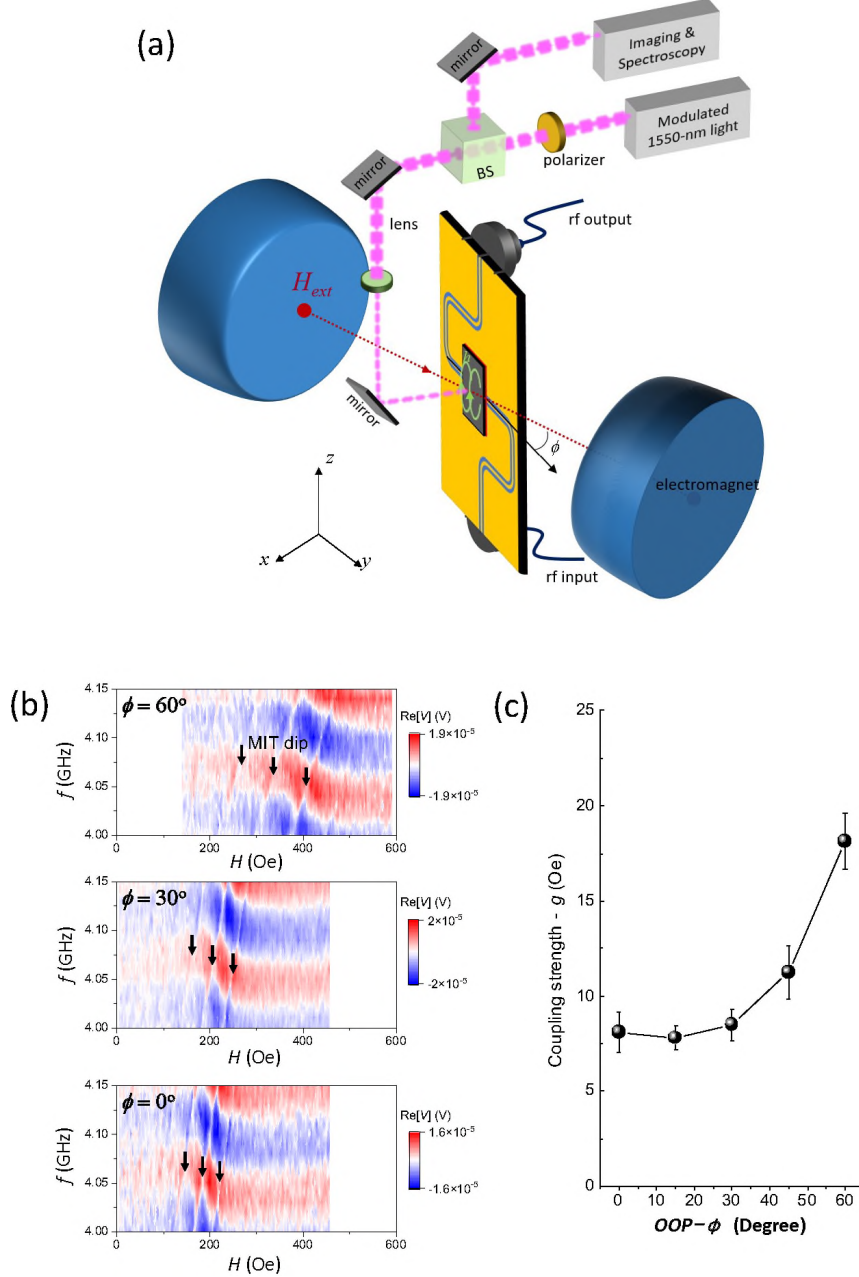 (a)
mirror
Imaging &
Spectroscopy
Modulated
1550-nm light
polarizer
BS
mirror
lens
rf output
H_ext
mirror
ϕ
electromagnet
z
x
y
rf input
(b)
ϕ = 60°
MIT dip
4.15
4.10
4.05
4.00
f (GHz)
0 200 400 600
H (Oe)
Re[V] (V)
1.9×10⁻⁵
-1.9×10⁻⁵
ϕ = 30°
4.15
4.10
4.05
4.00
f (GHz)
0 200 400 600
H (Oe)
Re[V] (V)
2×10⁻⁵
-2×10⁻⁵
ϕ = 0°
4.15
4.10
4.05
4.00
f (GHz)
0 200 400 600
H (Oe)
Re[V] (V)
1.6×10⁻⁵
-1.6×10⁻⁵
(c)
25
20
15
10
5
0
Coupling strength - g (Oe)
0 10 20 30 40 50 60
OOP-ϕ (Degree)